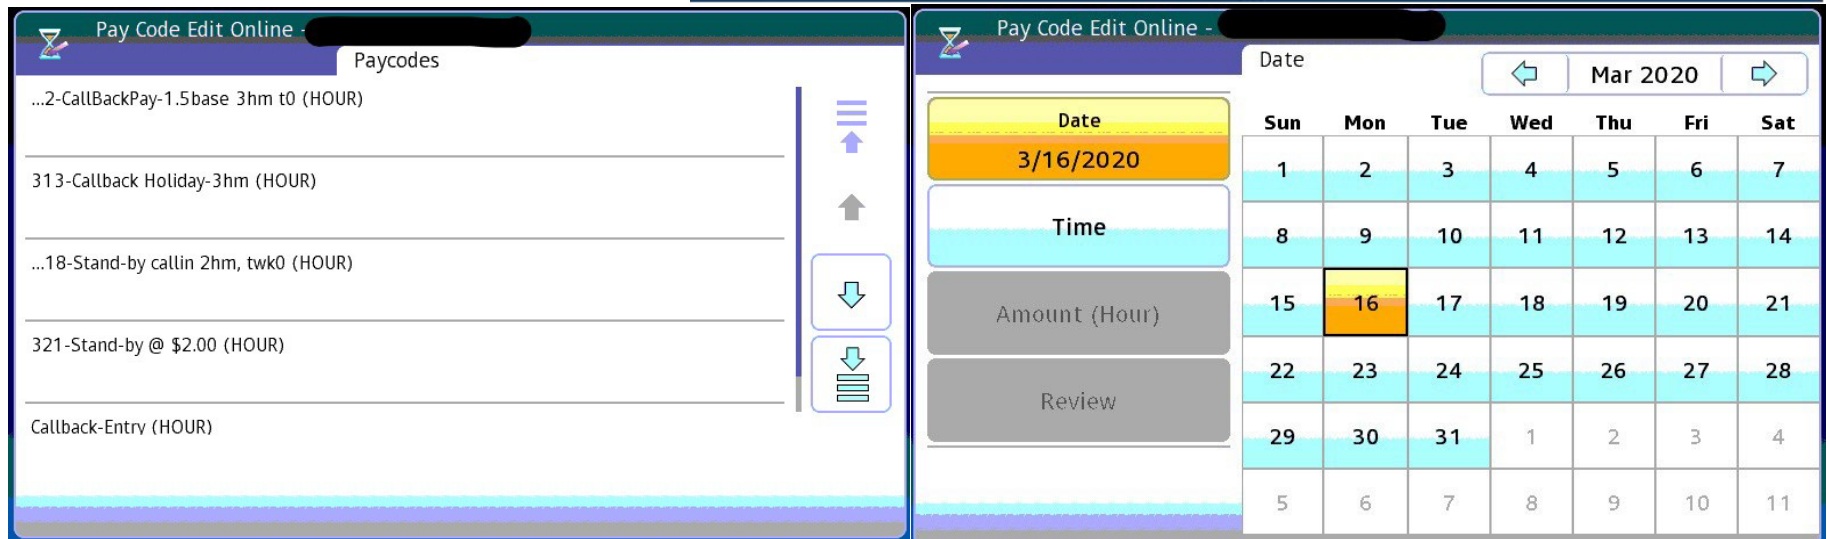 Pay Code Edit Online -
Paycodes
...2-CallBackPay-1.5base 3hm t0 (HOUR)
313-Callback Holiday-3hm (HOUR)
...18-Stand-by callin 2hm, twk0 (HOUR)
321-Stand-by @ $2.00 (HOUR)
Callback-Entry (HOUR)
Pay Code Edit Online -
Date
Mar 2020
Date
3/16/2020
Time
Amount (Hour)
Review
Sun Mon Tue Wed Thu Fri Sat
1 2 3 4 5 6 7
8 9 10 11 12 13 14
15 16 17 18 19 20 21
22 23 24 25 26 27 28
29 30 31 1 2 3 4
5 6 7 8 9 10 11